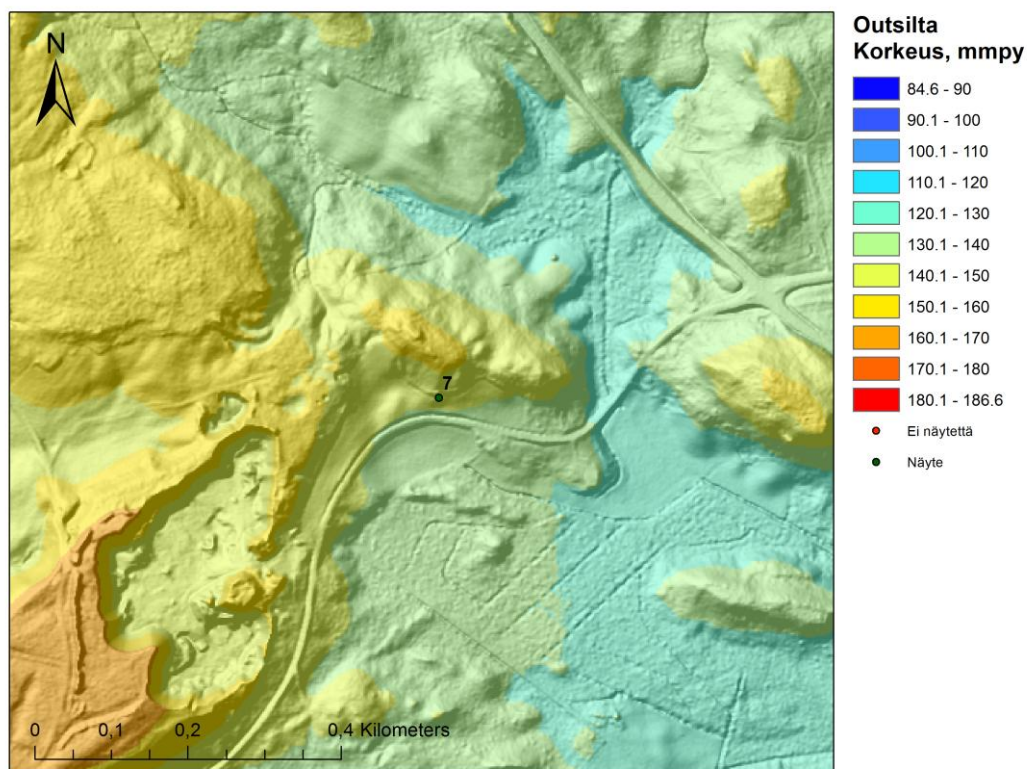 N
7
0 0,1 0,2 0,4 Kilometers
Outsilta
Korkeus, mmpy
84.6 - 90
90.1 - 100
100.1 - 110
110.1 - 120
120.1 - 130
130.1 - 140
140.1 - 150
150.1 - 160
160.1 - 170
170.1 - 180
180.1 - 186.6
Ei näytettä
Näyte